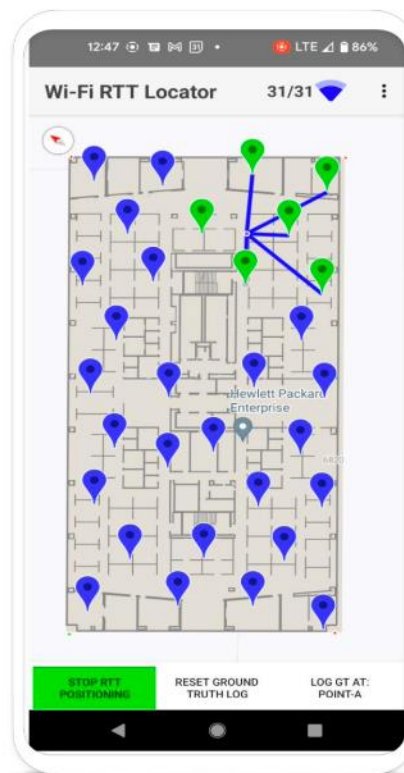 12:47 31 • LTE 86%
Wi-Fi RTT Locator 31/31
Hewlett Packard
Enterprise
STOP RTT
POSITIONING
RESET GROUND
TRUTH LOG
LOG GT AT:
POINT-A